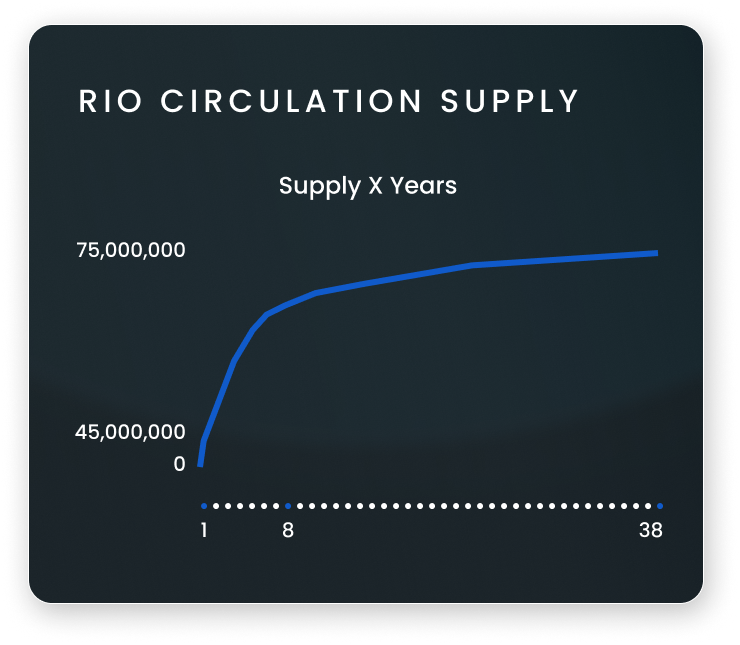 RIO CIRCULATION SUPPLY
Supply X Years
75,000,000
45,000,000
0
1 8 38